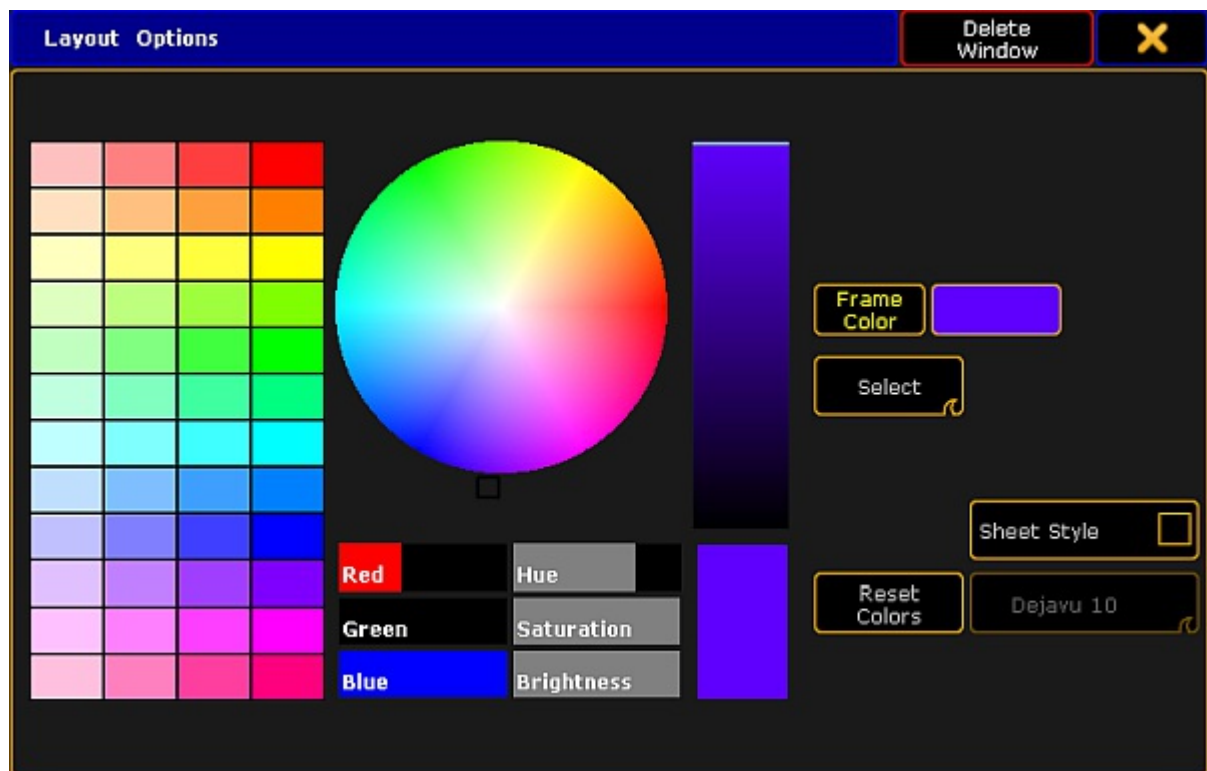 Layout Options
Delete
Window
Frame
Color
Select
Sheet Style
Red
Hue
Green
Saturation
Blue
Brightness
Reset
Colors
Dejavu 10